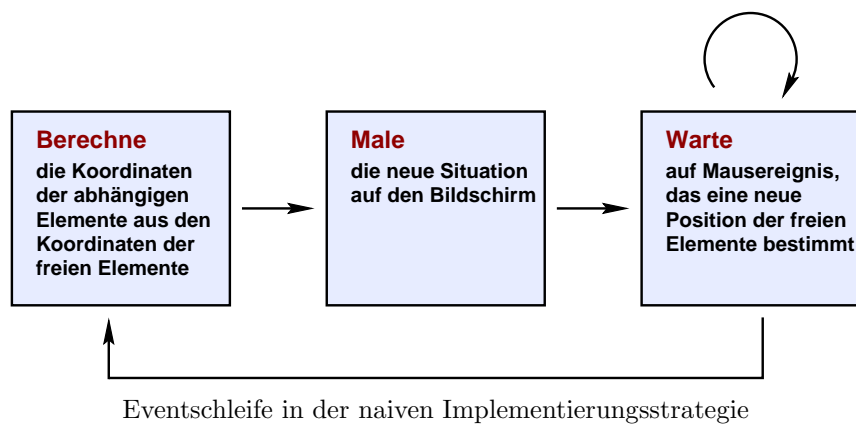 Berechne
die Koordinaten
der abhängigen
Elemente aus den
Koordinaten der
freien Elemente
Male
die neue Situation
auf den Bildschirm
Warte
auf Mausereignis,
das eine neue
Position der freien
Elemente bestimmt
Eventschleife in der naiven Implementierungsstrategie